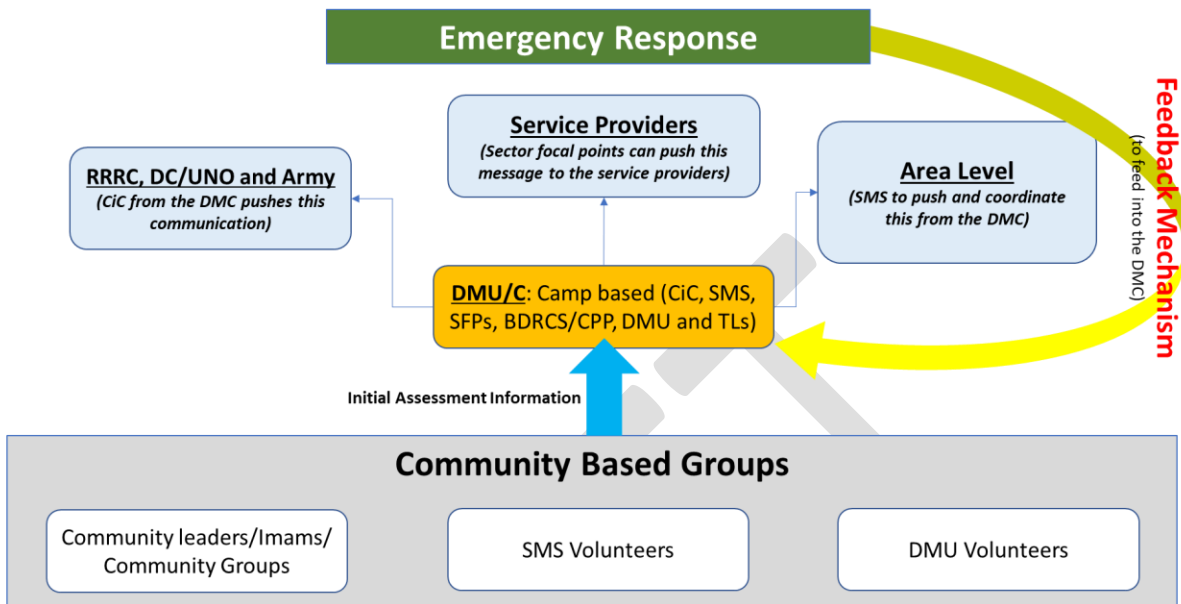 Emergency Response
Service Providers
(Sector focal points can push this
message to the service providers)
RRRC, DC/UNO and Army
(CiC from the DMC pushes this
communication)
Area Level
(SMS to push and coordinate
this from the DMC)
Feedback Mechanism
(to feed into the DMC)
DMU/C: Camp based (CiC, SMS,
SFPs, BDRCS/CPP, DMU and TLs)
Initial Assessment Information
Community Based Groups
Community leaders/Imams/
Community Groups
SMS Volunteers
DMU Volunteers